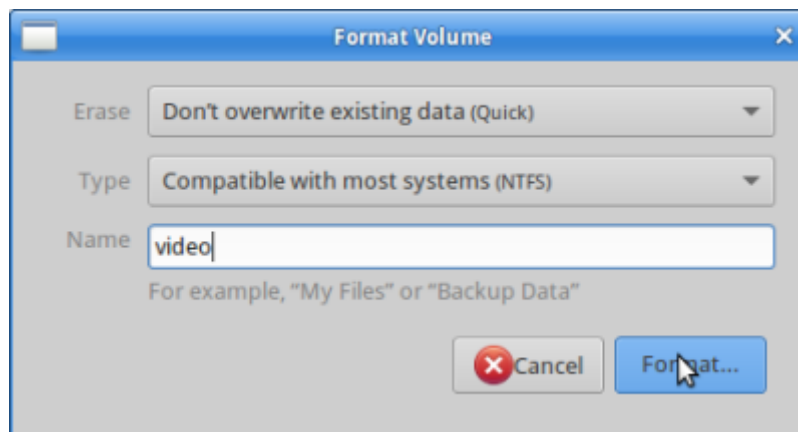 Format Volume
Erase Don't overwrite existing data (Quick)
Type Compatible with most systems (NTFS)
Name video
For example, “My Files” or “Backup Data”
Cancel Format...